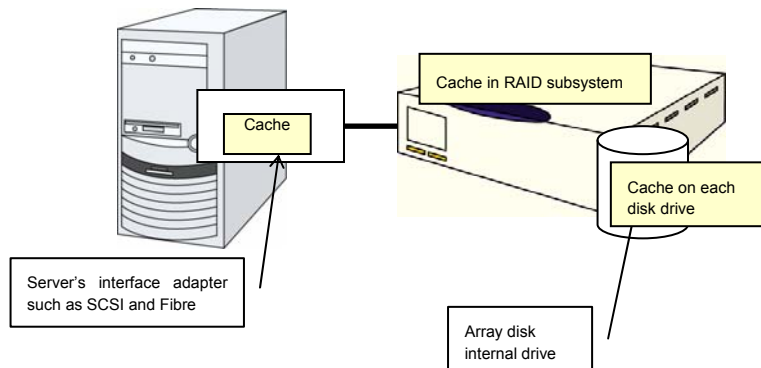 Cache in RAID subsystem
Cache
Cache on each
disk drive
Server's interface adapter
such as SCSI and Fibre
Array disk
internal drive